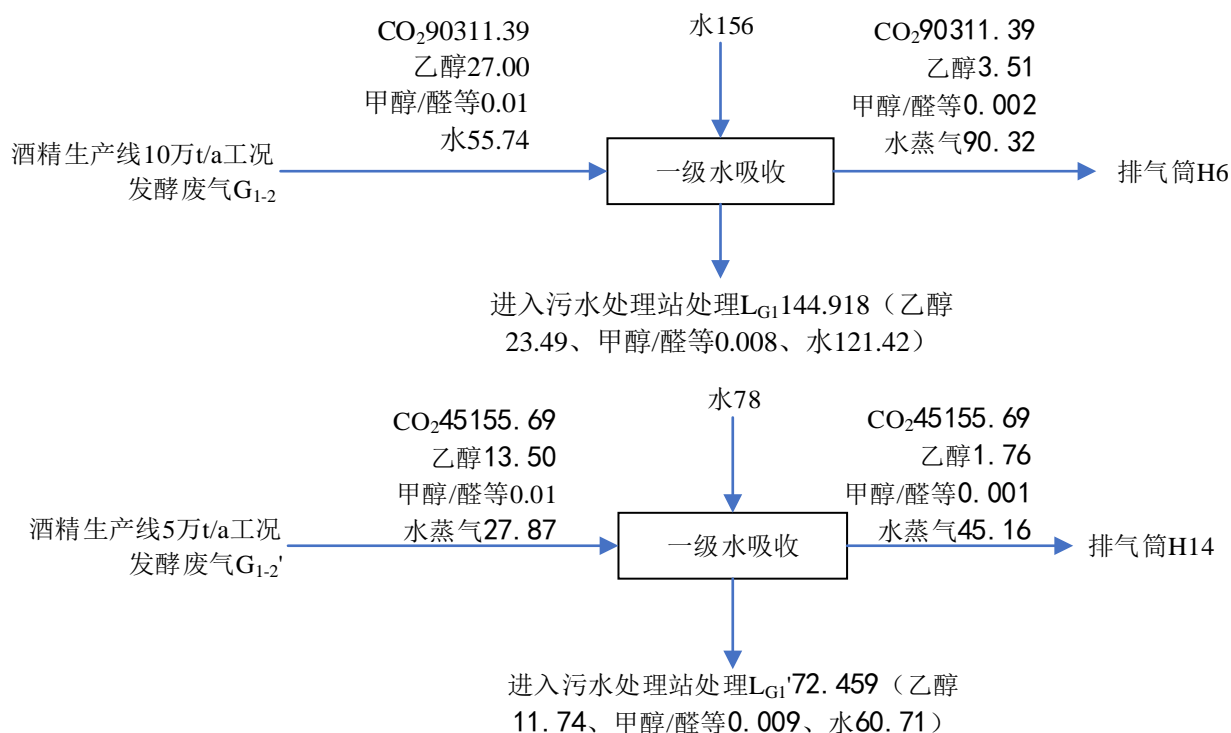 CO₂90311.39
乙醇27.00
甲醇/醛等0.01
水55.74
水156
CO₂90311.39
乙醇3.51
甲醇/醛等0.002
水蒸气90.32
酒精生产线10万t/a工况
发酵废气G₁₋₂
一级水吸收
排气筒H6
进入污水处理站处理L_G1144.918（乙醇
23.49、甲醇/醛等0.008、水121.42）
CO₂45155.69
乙醇13.50
甲醇/醛等0.01
水蒸气27.87
水78
CO₂45155.69
乙醇1.76
甲醇/醛等0.001
水蒸气45.16
酒精生产线5万t/a工况
发酵废气G₁₋₂'
一级水吸收
排气筒H14
进入污水处理站处理L_G1'72.459（乙醇
11.74、甲醇/醛等0.009、水60.71）